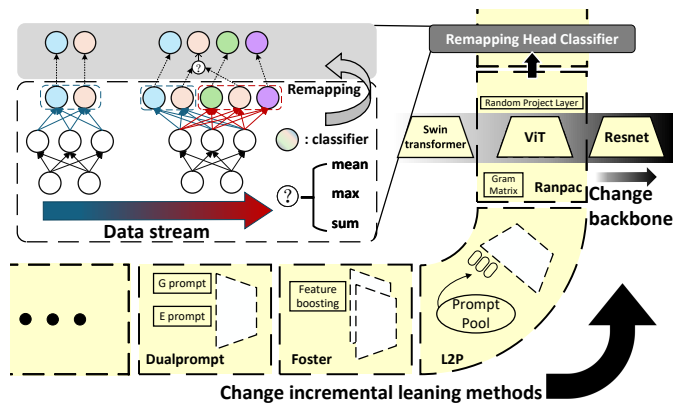 Remapping Head Classifier
?
Remapping
: classifier
mean
?
max
sum
Data stream
Random Project Layer
Swin
transformer
ViT
Resnet
Gram
Matrix
Ranpac
Change
backbone
G prompt
E prompt
Dualprompt
Feature
boosting
Foster
Prompt
Pool
L2P
Change incremental leaning methods